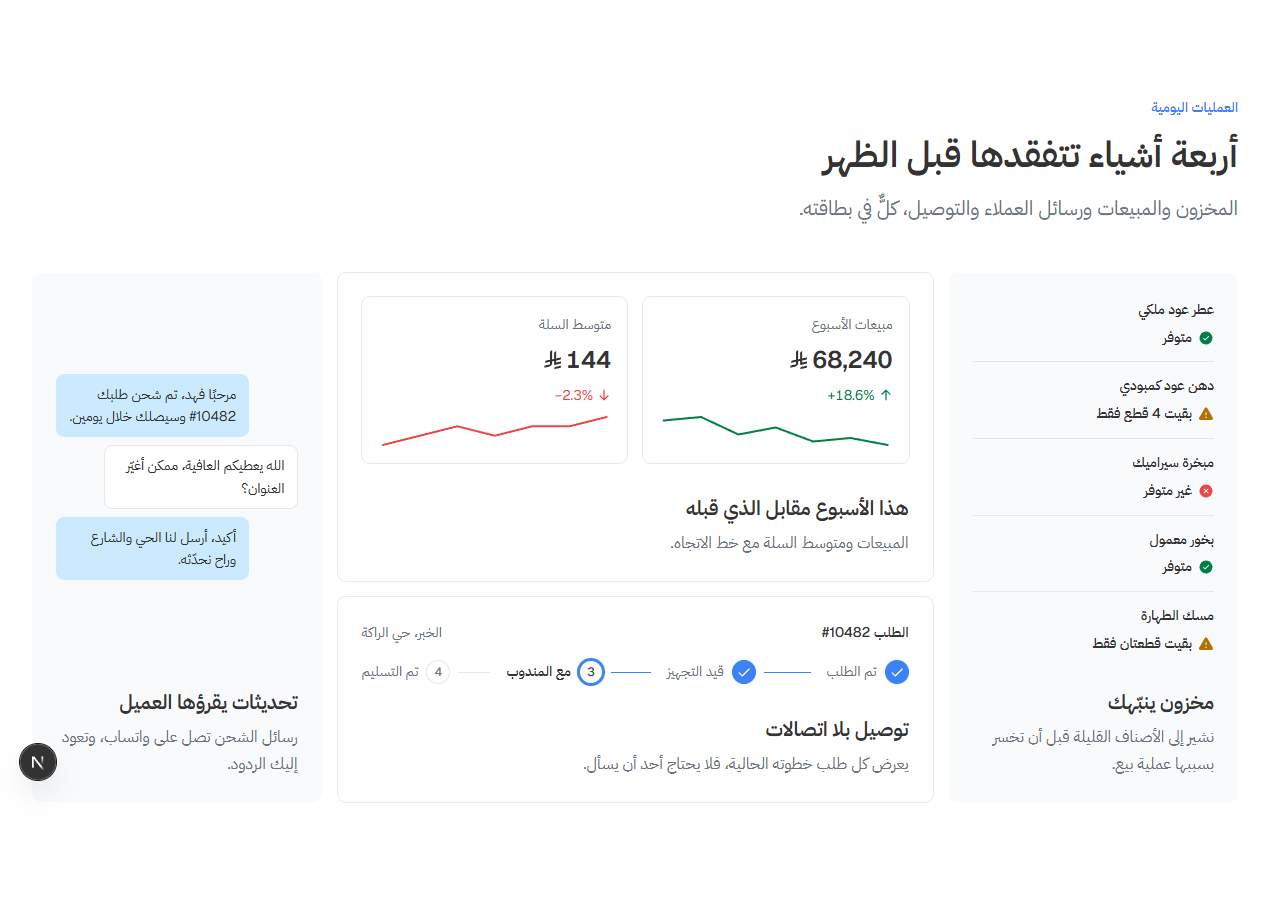 العمليات اليومية
أربعة أشياء تتفقدها قبل الظهر
المخزون والمبيعات ورسائل العملاء والتوصيل، كلٌّ في بطاقته.
عطر عود ملكي
متوفر
دهن عود كمبودي
بقيت 4 قطع فقط
مبخرة سيراميك
غير متوفر
بخور معمول
متوفر
مسك الطهارة
بقيت قطعتان فقط
مخزون ينبّهك
نشير إلى الأصناف القليلة قبل أن تخسر
بسببها عملية بيع.
مبيعات الأسبوع
68,240
+18.6%
متوسط السلة
144
−2.3%
هذا الأسبوع مقابل الذي قبله
المبيعات ومتوسط السلة مع خط الاتجاه.
الطلب 10482#
الخبر، حي الراكة
تم الطلب
قيد التجهيز
3 مع المندوب
4 تم التسليم
توصيل بلا اتصالات
يعرض كل طلب خطوته الحالية، فلا يحتاج أحد أن يسأل.
مرحبًا فهد، تم شحن طلبك
10482# وسيصلك خلال يومين.
الله يعطيكم العافية، ممكن أغيّر
العنوان؟
أكيد، أرسل لنا الحي والشارع
وراح نحدّثه.
تحديثات يقرؤها العميل
رسائل الشحن تصل على واتساب، وتعود
إليك الردود.
N